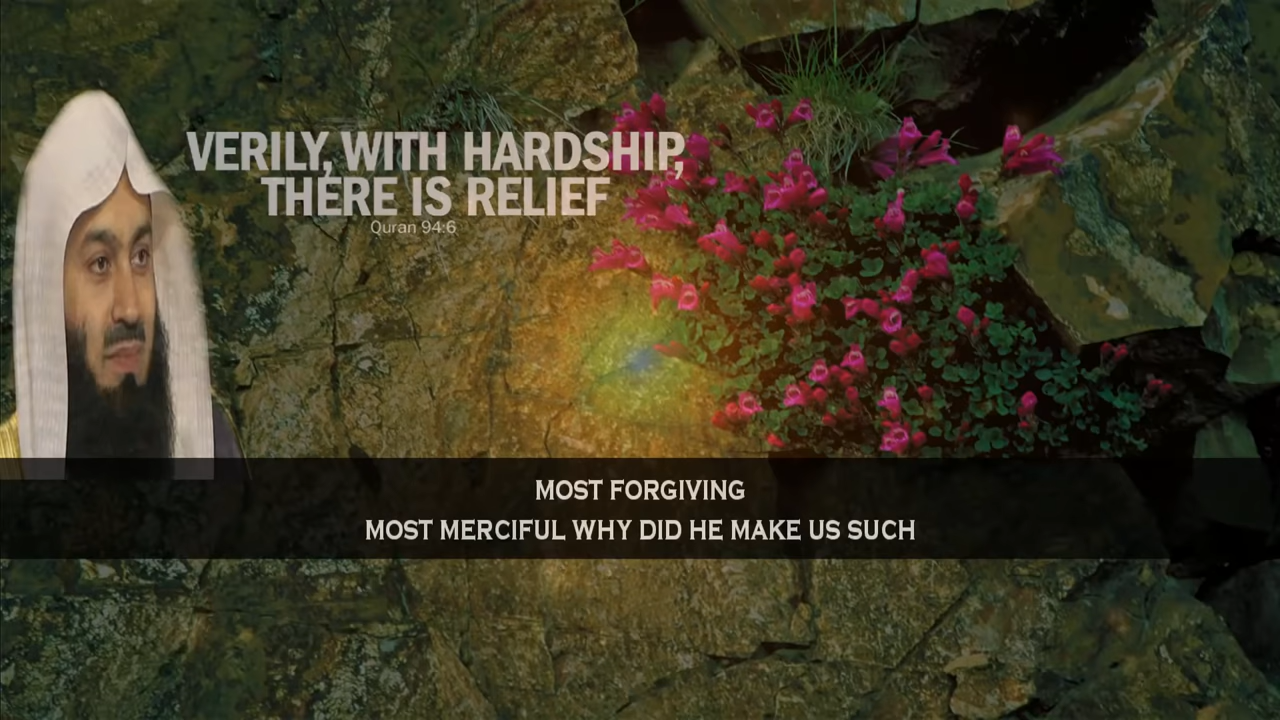 VERILY, WITH HARDSHIP,
THERE IS RELIEF
Quran 94:6
MOST FORGIVING
MOST MERCIFUL WHY DID HE MAKE US SUCH